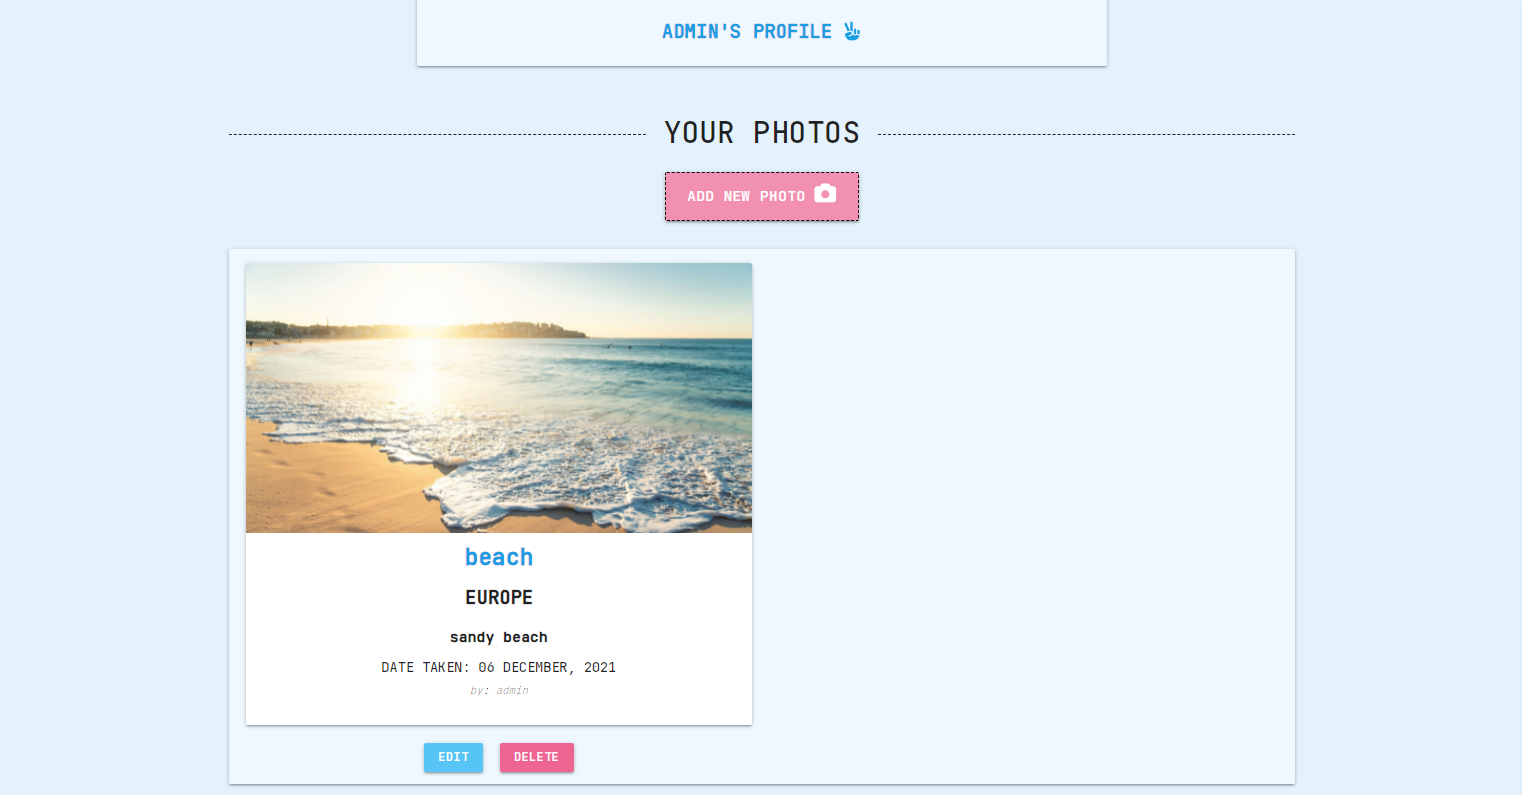 ADMIN'S PROFILE
YOUR PHOTOS
ADD NEW PHOTO
beach
EUROPE
sandy beach
DATE TAKEN: 06 DECEMBER, 2021
by: admin
EDIT DELETE